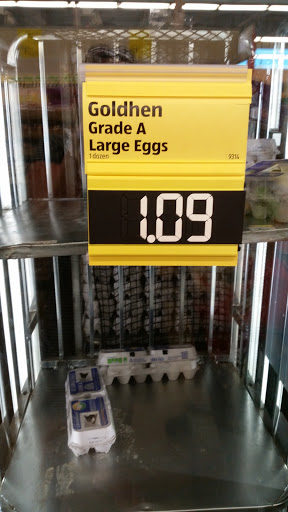 Goldhen
Grade A
Large Eggs
1 dozen 9314
1.09